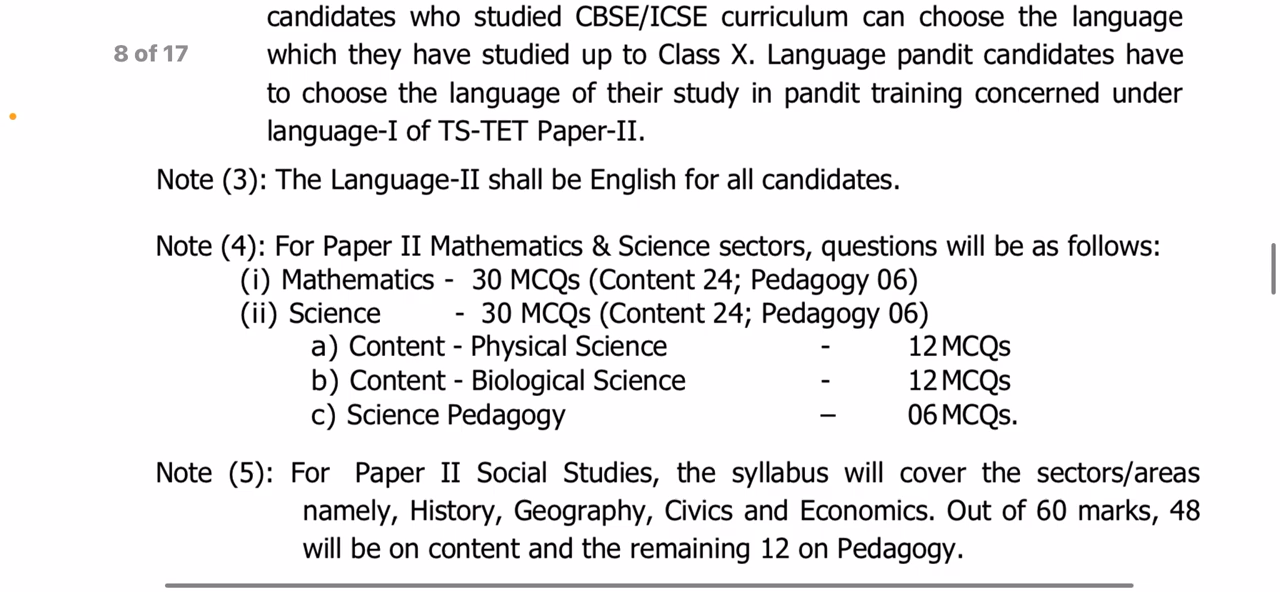 candidates who studied CBSE/ICSE curriculum can choose the language
8 of 17
which they have studied up to Class X. Language pandit candidates have
to choose the language of their study in pandit training concerned under
language-I of TS-TET Paper-II.
Note (3): The Language-II shall be English for all candidates.
Note (4): For Paper II Mathematics & Science sectors, questions will be as follows:
(i) Mathematics - 30 MCQs (Content 24; Pedagogy 06)
(ii) Science - 30 MCQs (Content 24; Pedagogy 06)
a) Content - Physical Science - 12 MCQs
b) Content - Biological Science - 12 MCQs
c) Science Pedagogy – 06 MCQs.
Note (5): For Paper II Social Studies, the syllabus will cover the sectors/areas
namely, History, Geography, Civics and Economics. Out of 60 marks, 48
will be on content and the remaining 12 on Pedagogy.